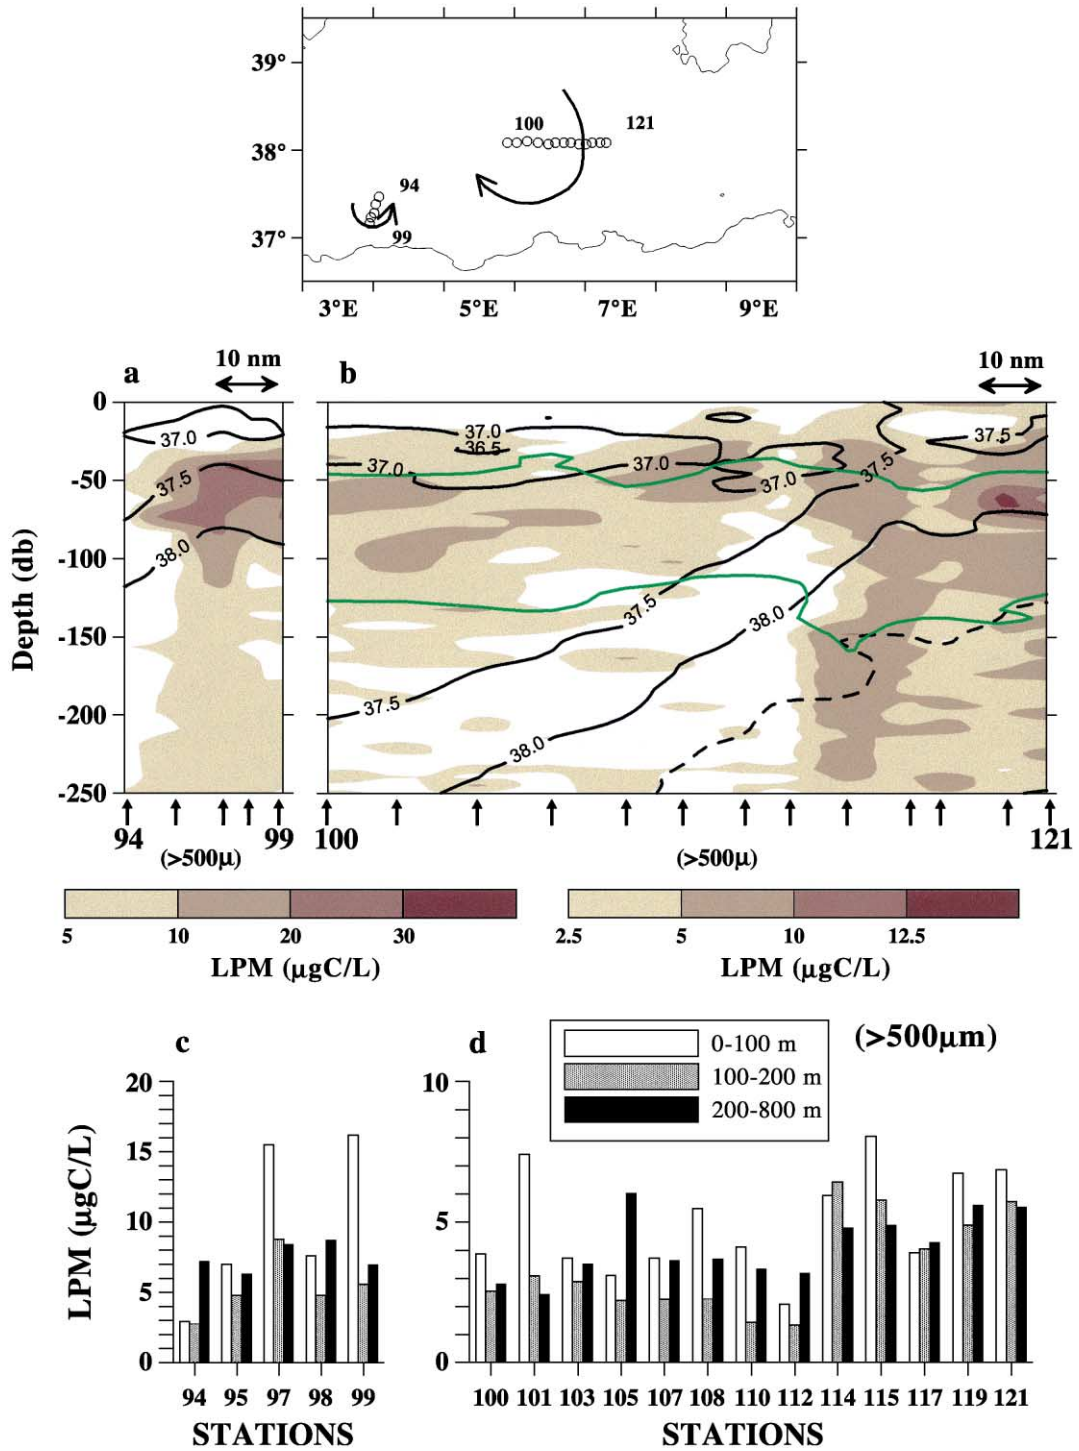 39°
38°
37°
100
121
94
99
3°E
5°E
7°E
9°E
a
10 nm
b
10 nm
0
-50
-100
-150
-200
-250
Depth (db)
37.0
37.5
38.0
37.0
36.5
37.0
37.0
37.0
37.5
37.5
37.5
38.0
37.5
38.0
94
99
100
121
(>500μ)
(>500μ)
5
10
20
30
LPM (μgC/L)
2.5
5
10
12.5
LPM (μgC/L)
c
d
0-100 m
100-200 m
200-800 m
(>500μm)
20
15
10
5
0
LPM (μgC/L)
94
95
97
98
99
STATIONS
10
5
0
100
101
103
105
107
108
110
112
114
115
117
119
121
STATIONS